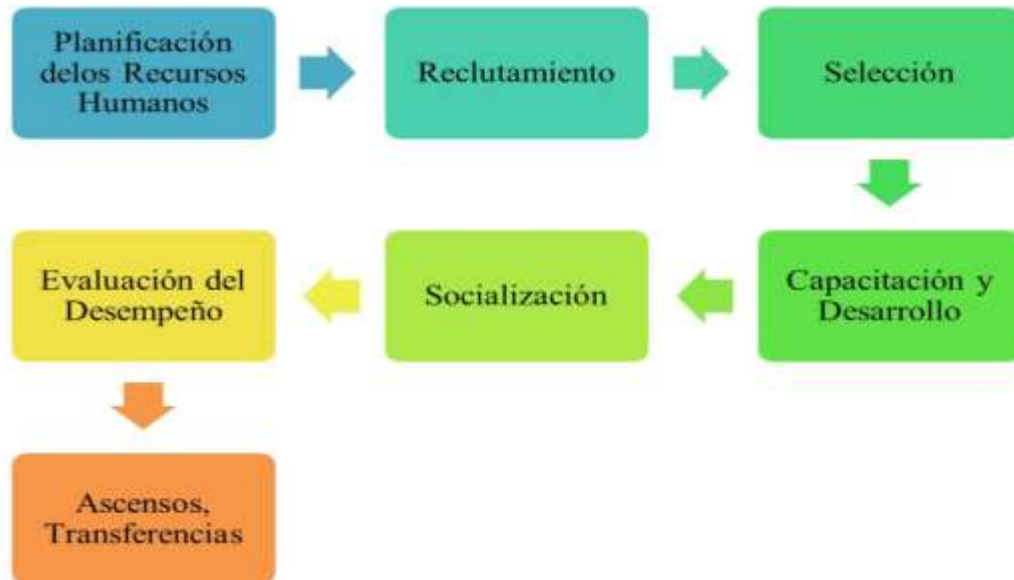 Planificación
delos Recursos
Humanos
Reclutamiento
Selección
Capacitación y
Desarrollo
Socialización
Evaluación del
Desempeño
Ascensos,
Transferencias